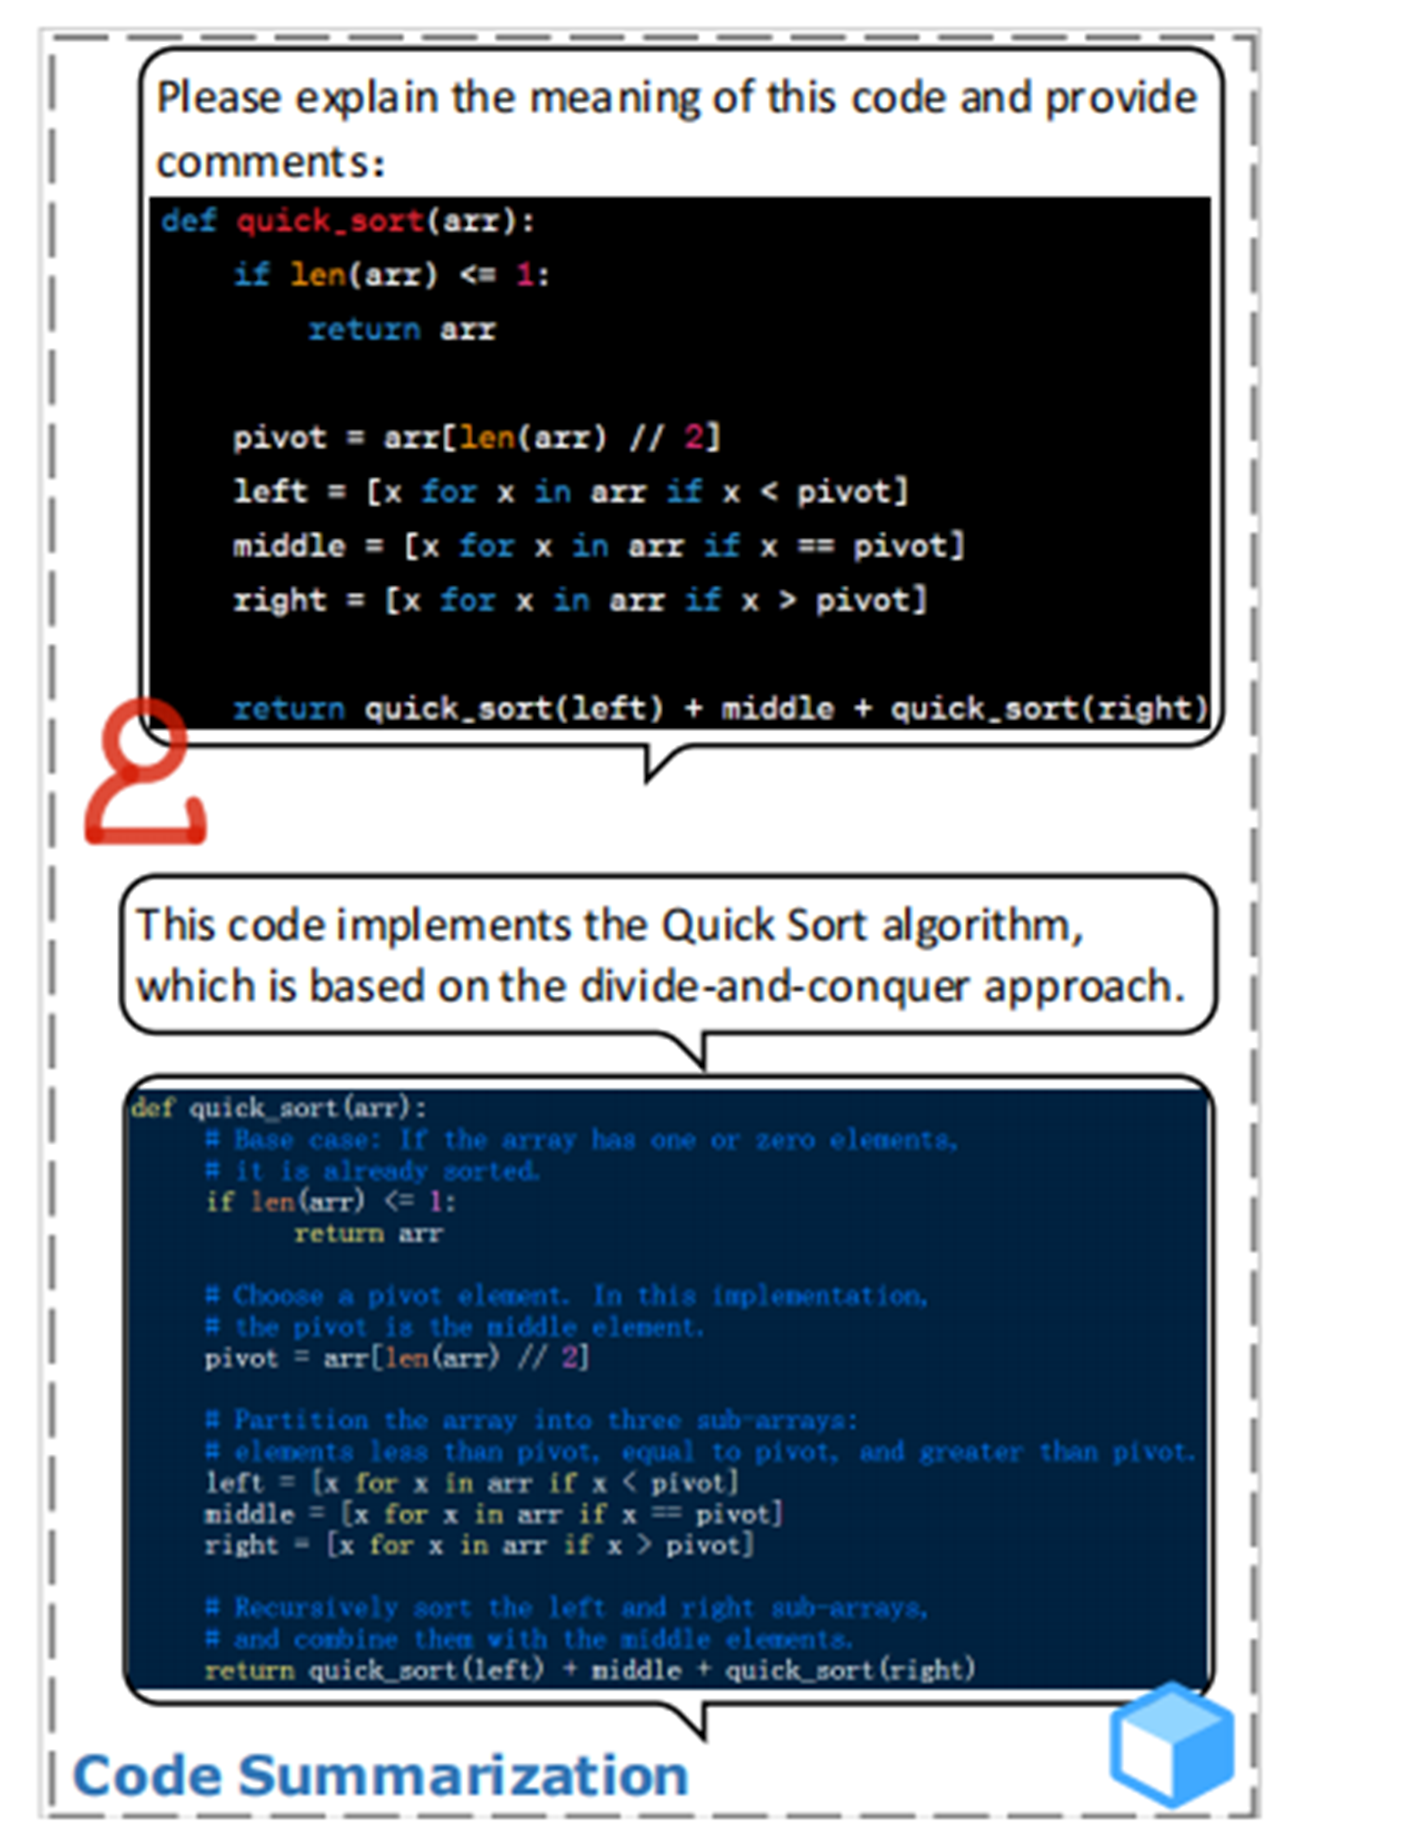 Please explain the meaning of this code and provide
comments:
def quick_sort(arr):
    if len(arr) <= 1:
        return arr
    pivot = arr[len(arr) // 2]
    left = [x for x in arr if x < pivot]
    middle = [x for x in arr if x == pivot]
    right = [x for x in arr if x > pivot]
    return quick_sort(left) + middle + quick_sort(right)
This code implements the Quick Sort algorithm,
which is based on the divide-and-conquer approach.
def quick_sort(arr):
    # Base case: If the array has one or zero elements,
    # it is already sorted.
    if len(arr) <= 1:
        return arr
    # Choose a pivot element. In this implementation,
    # the pivot is the middle element.
    pivot = arr[len(arr) // 2]
    # Partition the array into three sub-arrays:
    # elements less than pivot, equal to pivot, and greater than pivot.
    left = [x for x in arr if x < pivot]
    middle = [x for x in arr if x == pivot]
    right = [x for x in arr if x > pivot]
    # Recursively sort the left and right sub-arrays,
    # and combine them with the middle elements.
    return quick_sort(left) + middle + quick_sort(right)
Code Summarization